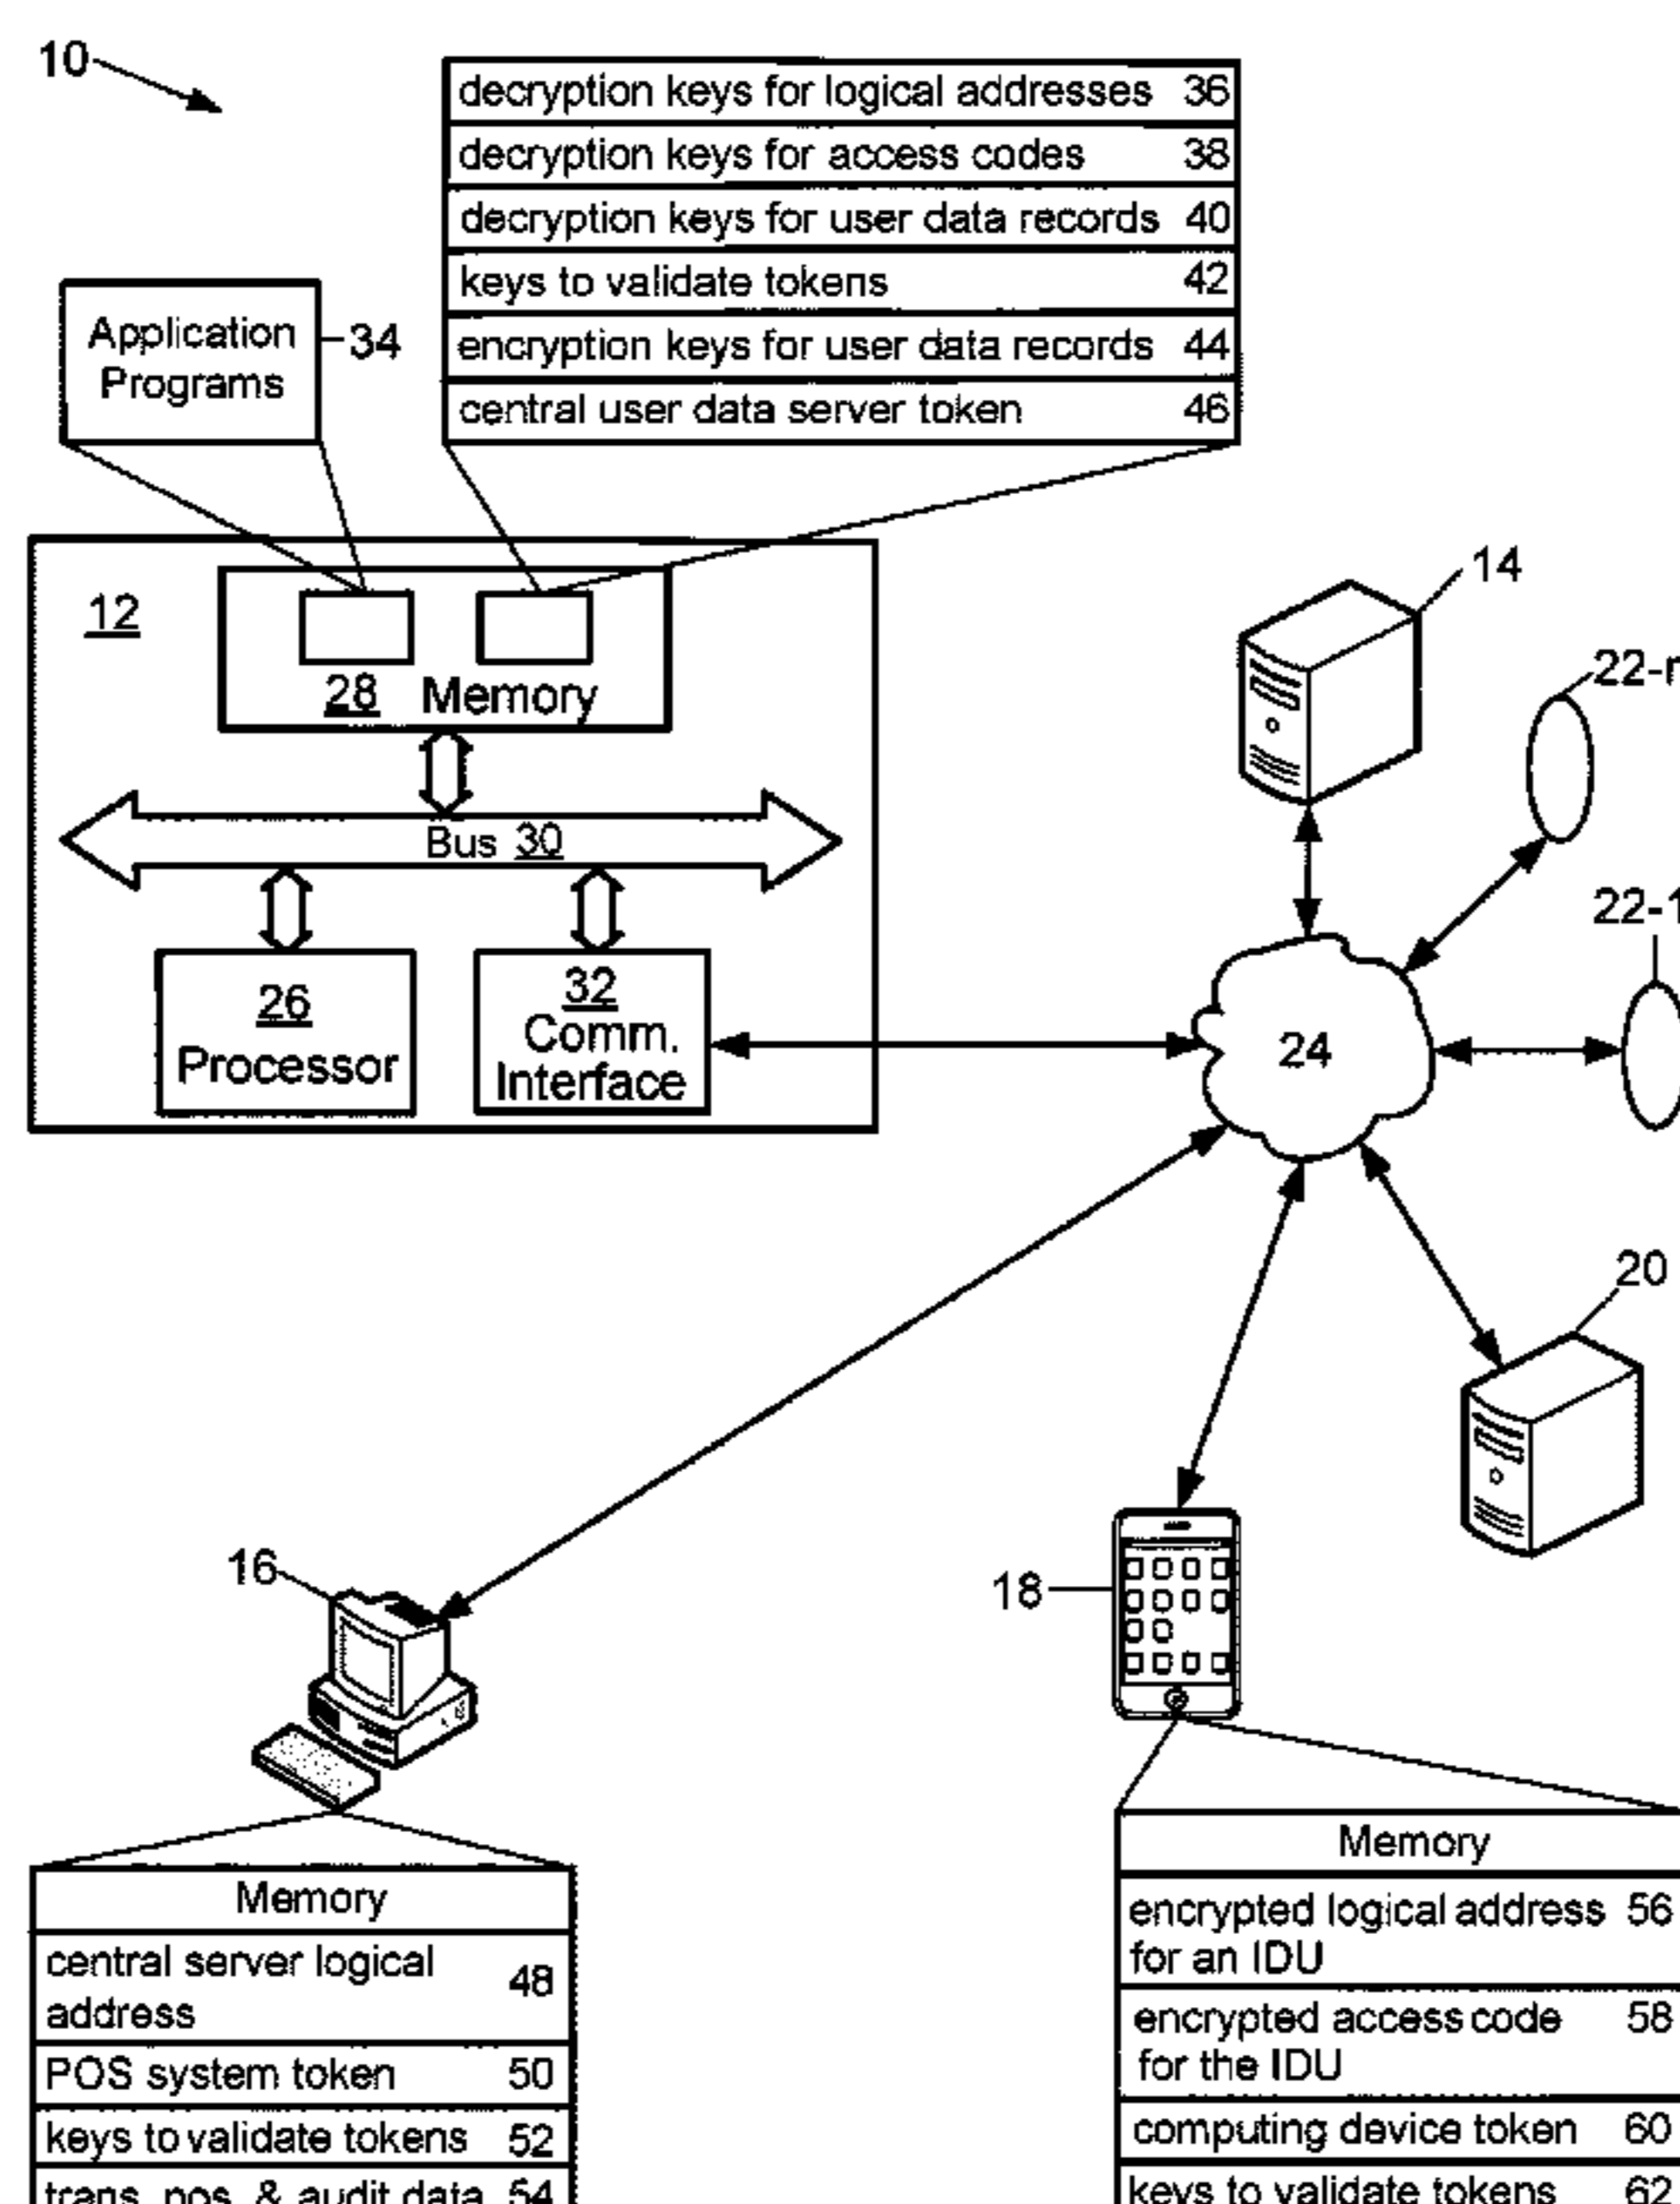 10
decryption keys for logical addresses 36
decryption keys for access codes 38
decryption keys for user data records 40
keys to validate tokens 42
encryption keys for user data records 44
central user data server token 46
Application
Programs
34
12
28 Memory
Bus 30
26
Processor
32
Comm.
Interface
14
22-n
22-1
24
20
16
18
Memory
central server logical
address
48
POS system token 50
keys to validate tokens 52
trans. pos. & audit data 54
Memory
encrypted logical address 56
for an IDU
encrypted access code 58
for the IDU
computing device token 60
keys to validate tokens 62